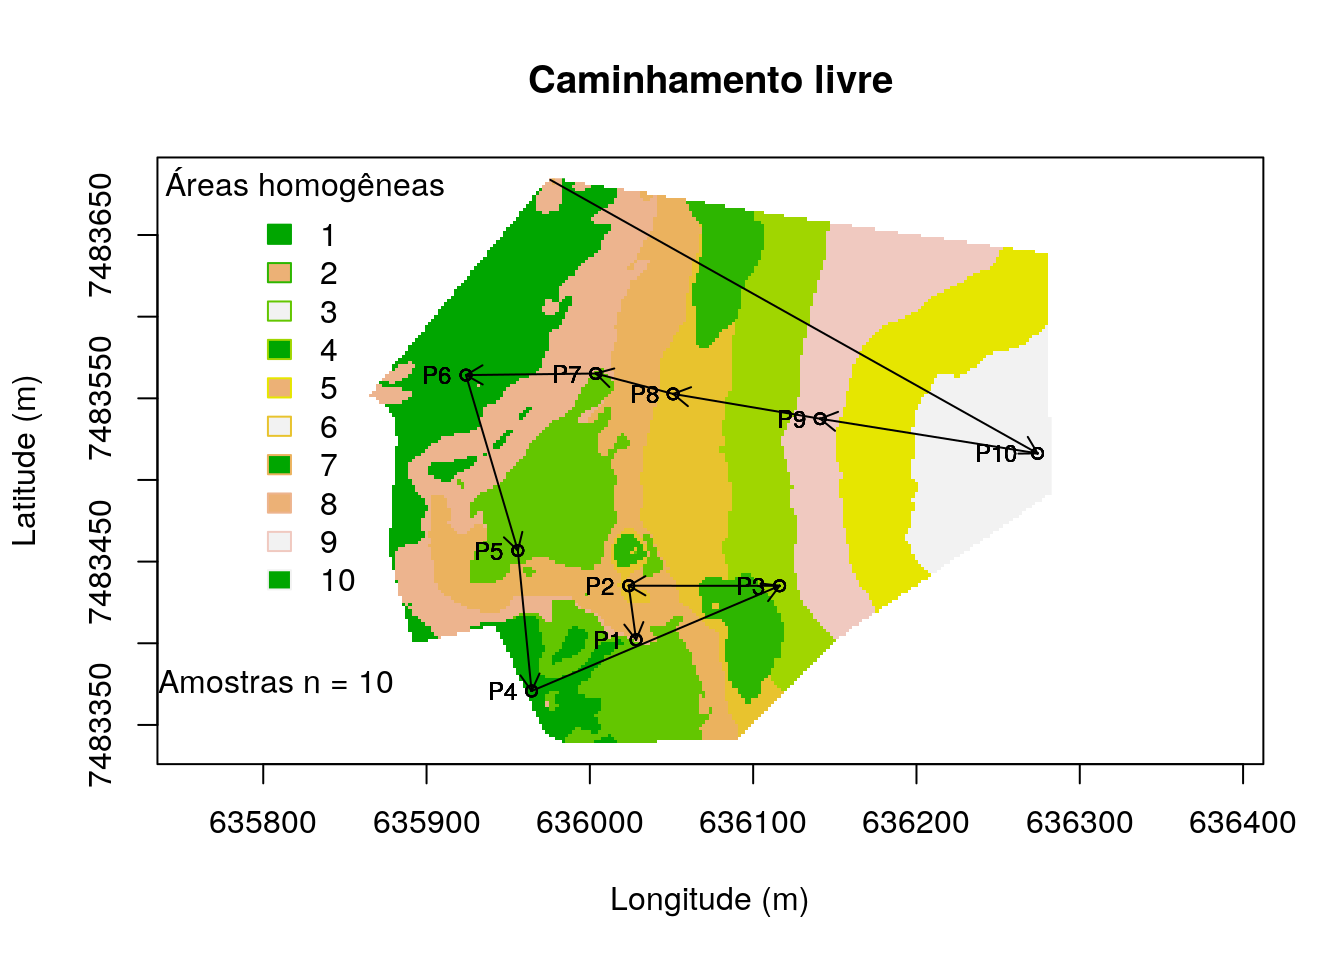 Caminhamento livre
Áreas homogêneas
1
2
3
4
5
6
7
8
9
10
Amostras n = 10
P6
P7
P8
P9
P10
P5
P2
P3
P1
P4
Latitude (m)
7483650
7483550
7483450
7483350
635800 635900 636000 636100 636200 636300 636400
Longitude (m)